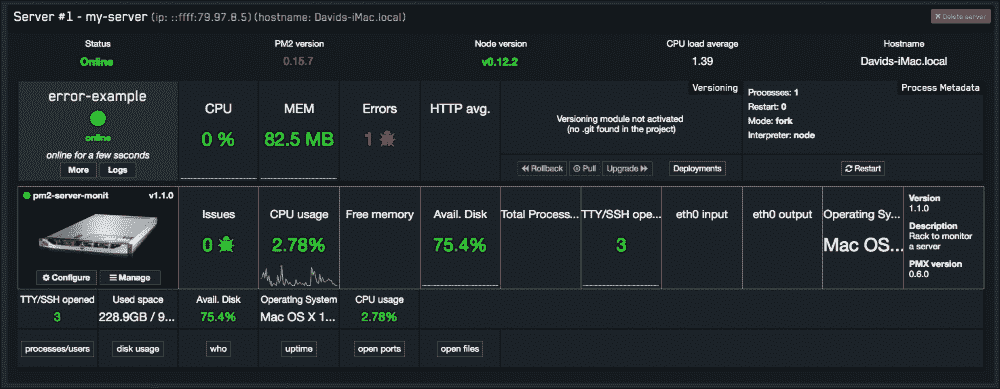 Server #1 - my-server (ip: ::ffff:79.97.8.5) (hostname: Davids-iMac.local)
Delete server
Status
PM2 version
Node version
CPU load average
Hostname
Online
0.15.7
v0.12.2
1.39
Davids-iMac.local
error-example
online
online for a few seconds
More
Logs
CPU
0 %
MEM
82.5 MB
Errors
1
HTTP avg.
Versioning
Versioning module not activated
(no .git found in the project)
Rollback
Pull
Upgrade
Deployments
Process Metadata
Processes: 1
Restart: 0
Mode: fork
Interpreter: node
Restart
pm2-server-monit
v1.1.0
Configure
Manage
Issues
0
CPU usage
2.78%
Free memory
Avail. Disk
75.4%
Total Process...
TTY/SSH ope...
3
eth0 input
eth0 output
Operating Sy...
Mac OS...
Version
1.1.0
Description
Rack to monitor
a server
PMX version
0.6.0
TTY/SSH opened
3
Used space
228.9GB / 9...
Avail. Disk
75.4%
Operating System
Mac OS X 1...
CPU usage
2.78%
processes/users
disk usage
who
uptime
open ports
open files